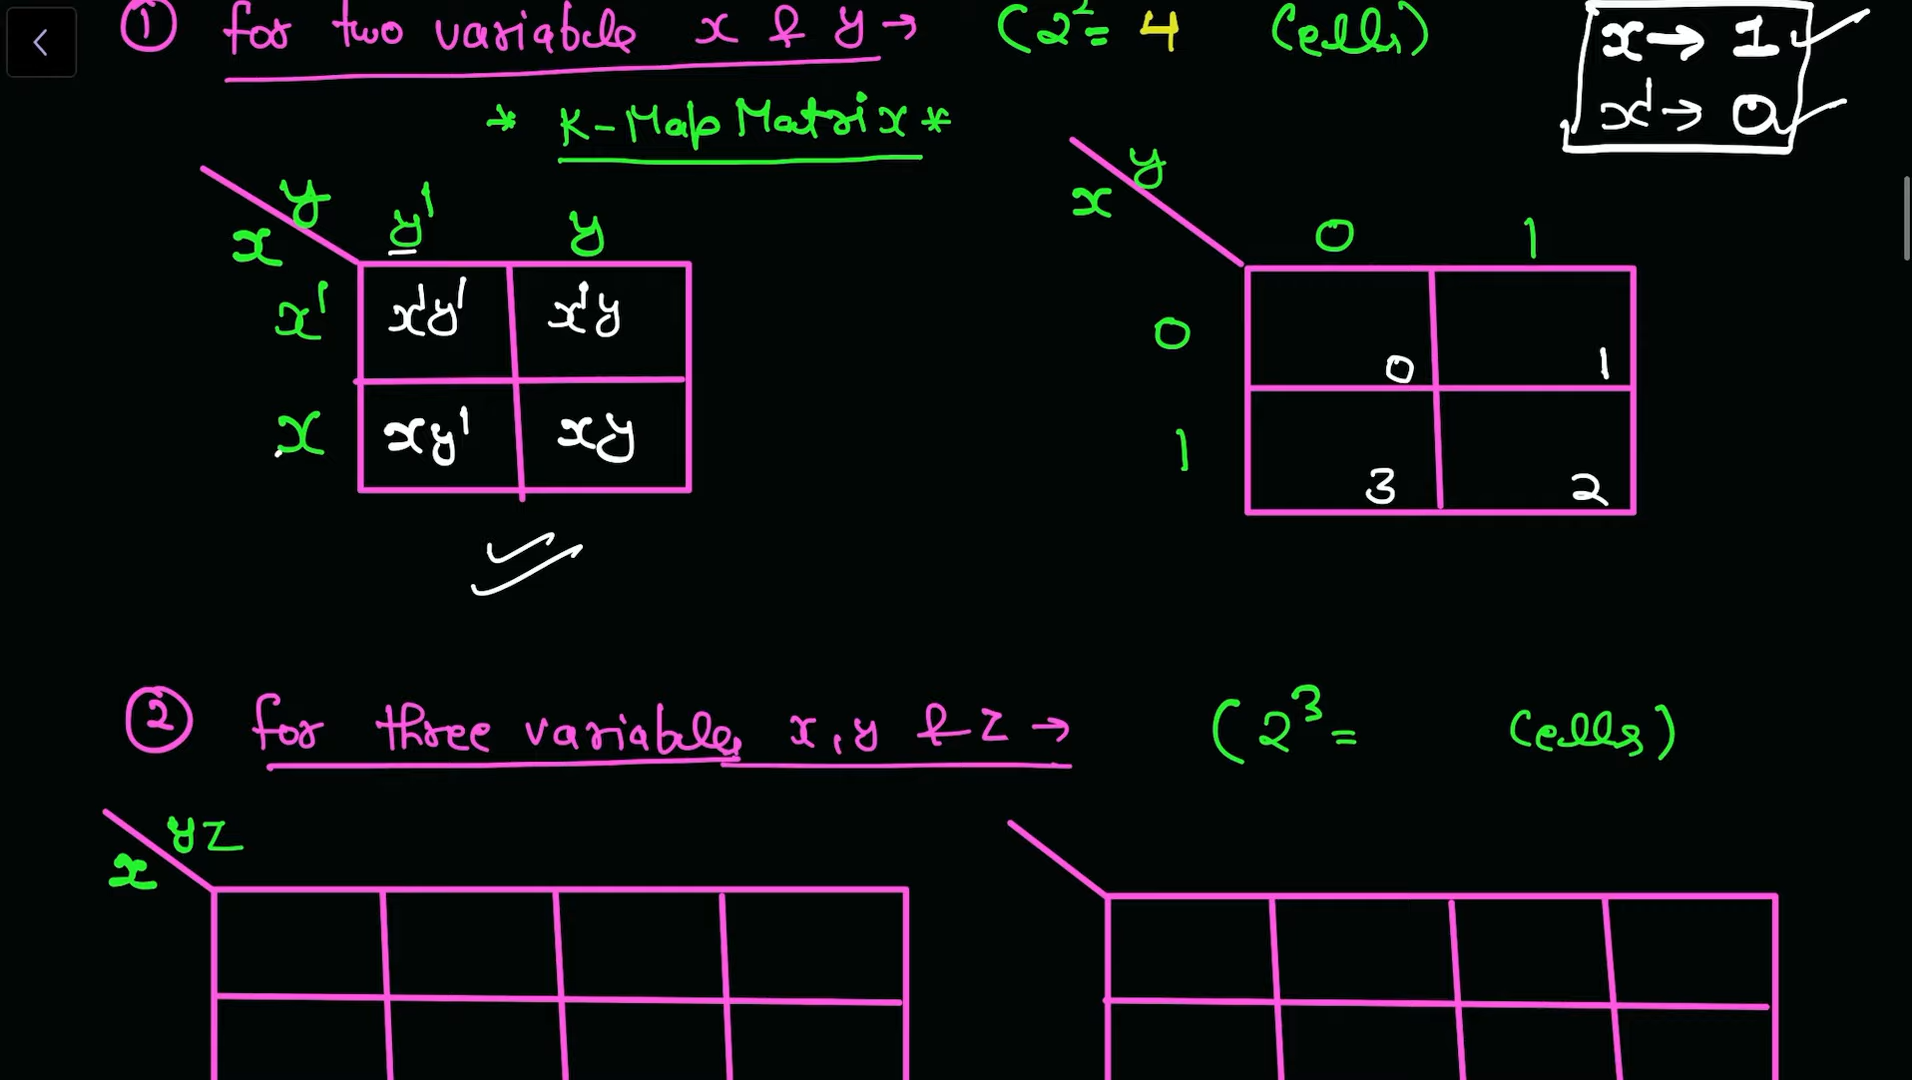 ① for two variable x & y → (2² = 4 Cells)
x → 1
x' → 0
* K-Map Matrix *
y
x
y' y
x' x'y' x'y
x xy' xy
y
x
0 1
0 0 1
1 3 2
② for three variables x, y & z → (2³ = Cells)
yz
x